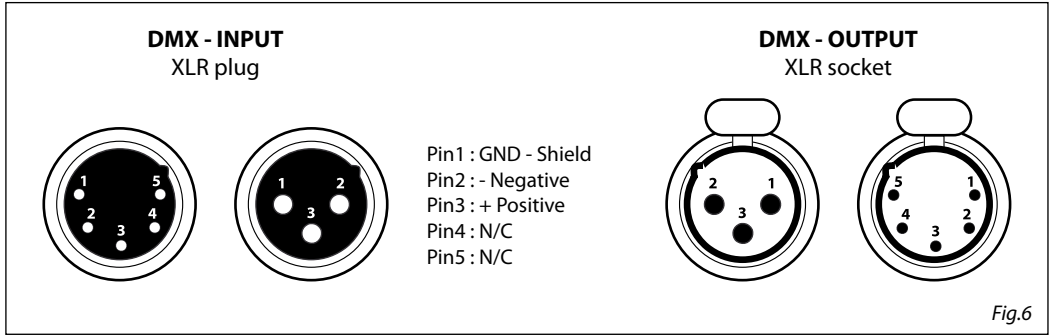 DMX - INPUT
XLR plug
1 5
2 4
3
1 2
3
Pin1 : GND - Shield
Pin2 : - Negative
Pin3 : + Positive
Pin4 : N/C
Pin5 : N/C
DMX - OUTPUT
XLR socket
2 1
3
5 1
4 2
3
Fig.6